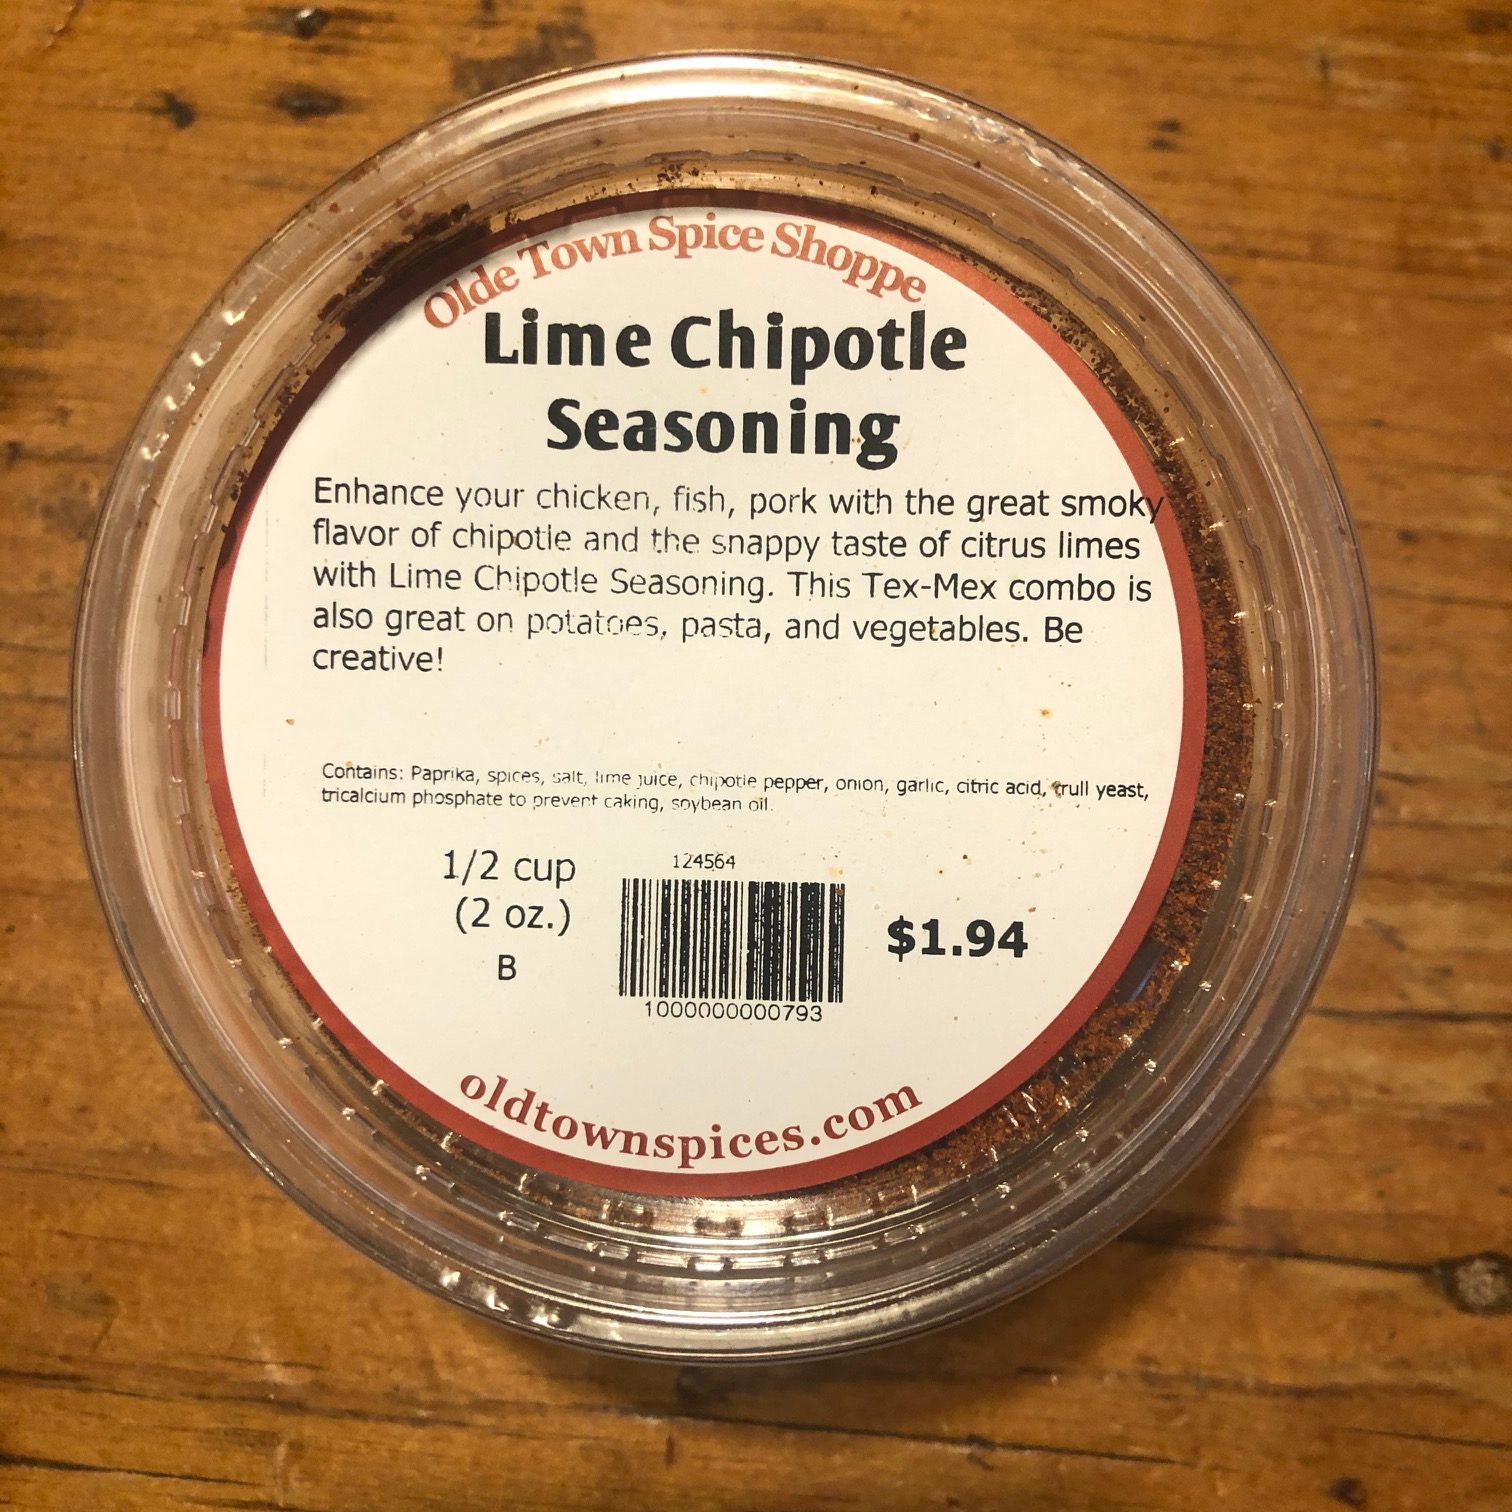 Olde Town Spice Shoppe
Lime Chipotle
Seasoning
Enhance your chicken, fish, pork with the great smoky
flavor of chipotle and the snappy taste of citrus limes
with Lime Chipotle Seasoning. This Tex-Mex combo is
also great on potatoes, pasta, and vegetables. Be
creative!
Contains: Paprika, spices, salt, lime juice, chipotle pepper, onion, garlic, citric acid, trull yeast,
tricalcium phosphate to prevent caking, soybean oil.
1/2 cup
(2 oz.)
B
124564
1000000000793
$1.94
oldtownspices.com